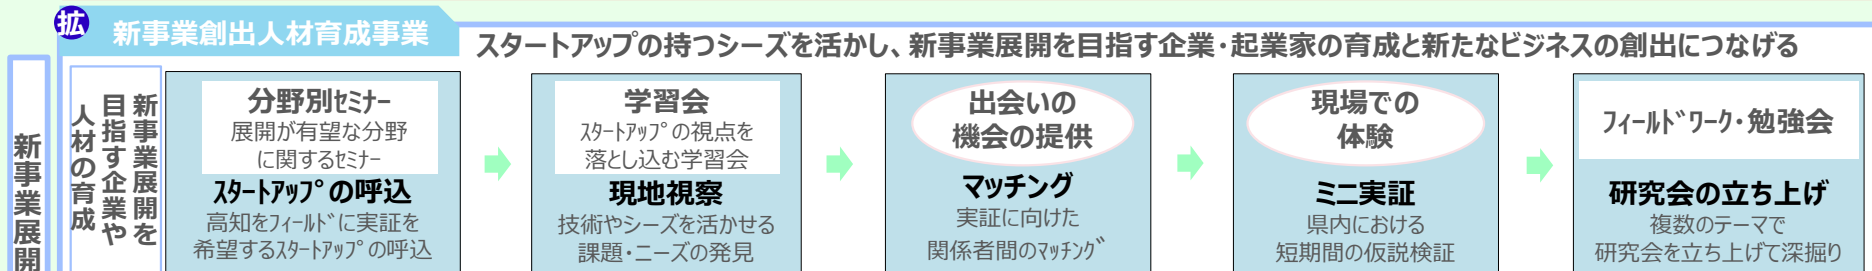 拡
新事業創出人材育成事業
スタートアップの持つシーズを活かし、新事業展開を目指す企業・起業家の育成と新たなビジネスの創出につなげる
新事業展開
新事業展開を
目指す企業や
人材の育成
分野別ｾﾐﾅｰ
展開が有望な分野
に関するｾﾐﾅｰ
ｽﾀｰﾄｱｯﾌﾟの呼込
高知をﾌｨｰﾙﾄﾞに実証を
希望するｽﾀｰﾄｱｯﾌﾟの呼込
学習会
ｽﾀｰﾄｱｯﾌﾟの視点を
落とし込む学習会
現地視察
技術やシーズを活かせる
課題・ニーズの発見
出会いの
機会の提供
マッチング
実証に向けた
関係者間のﾏｯﾁﾝｸﾞ
現場での
体験
ミニ実証
県内における
短期間の仮説検証
ﾌｨｰﾙﾄﾞﾜｰｸ・勉強会
研究会の立ち上げ
複数のテーマで
研究会を立ち上げて深掘り